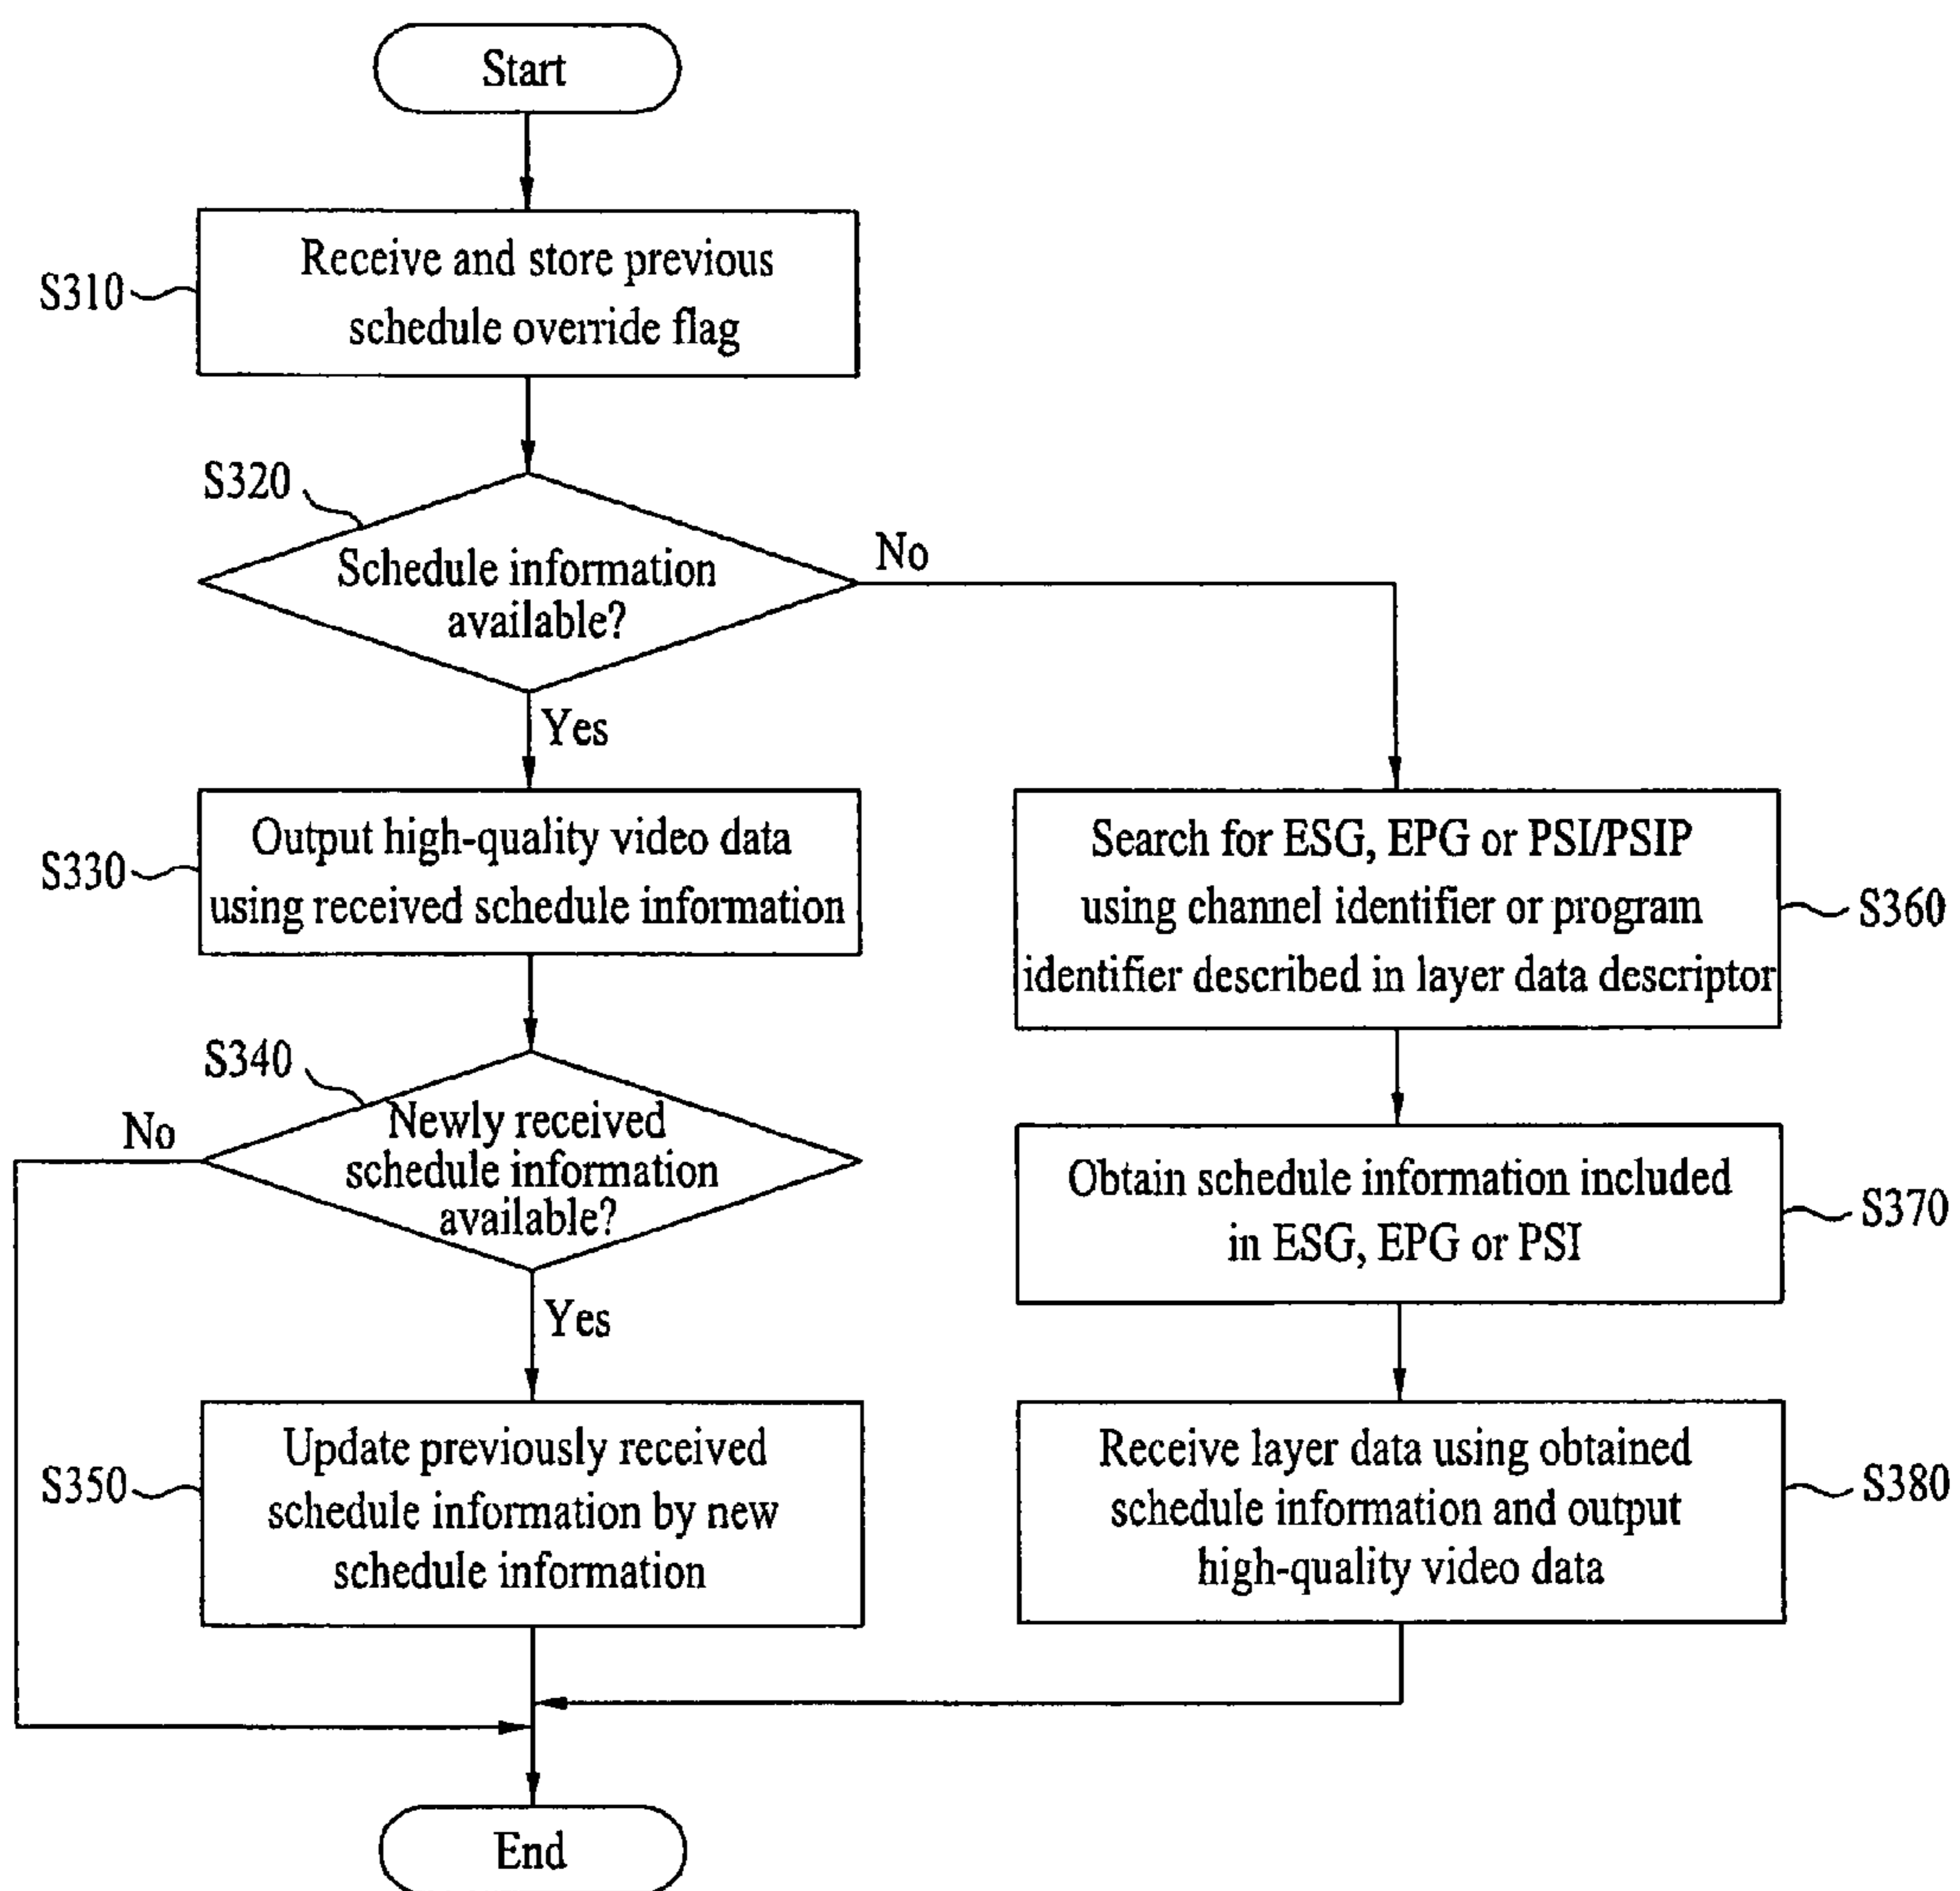 Start
S310
Receive and store previous
schedule override flag
S320
Schedule information
available?
No
Yes
S330
Output high-quality video data
using received schedule information
S340
Newly received
schedule information
available?
No
Yes
S350
Update previously received
schedule information by new
schedule information
Search for ESG, EPG or PSI/PSIP
using channel identifier or program
identifier described in layer data descriptor
S360
Obtain schedule information included
in ESG, EPG or PSI
S370
Receive layer data using obtained
schedule information and output
high-quality video data
S380
End